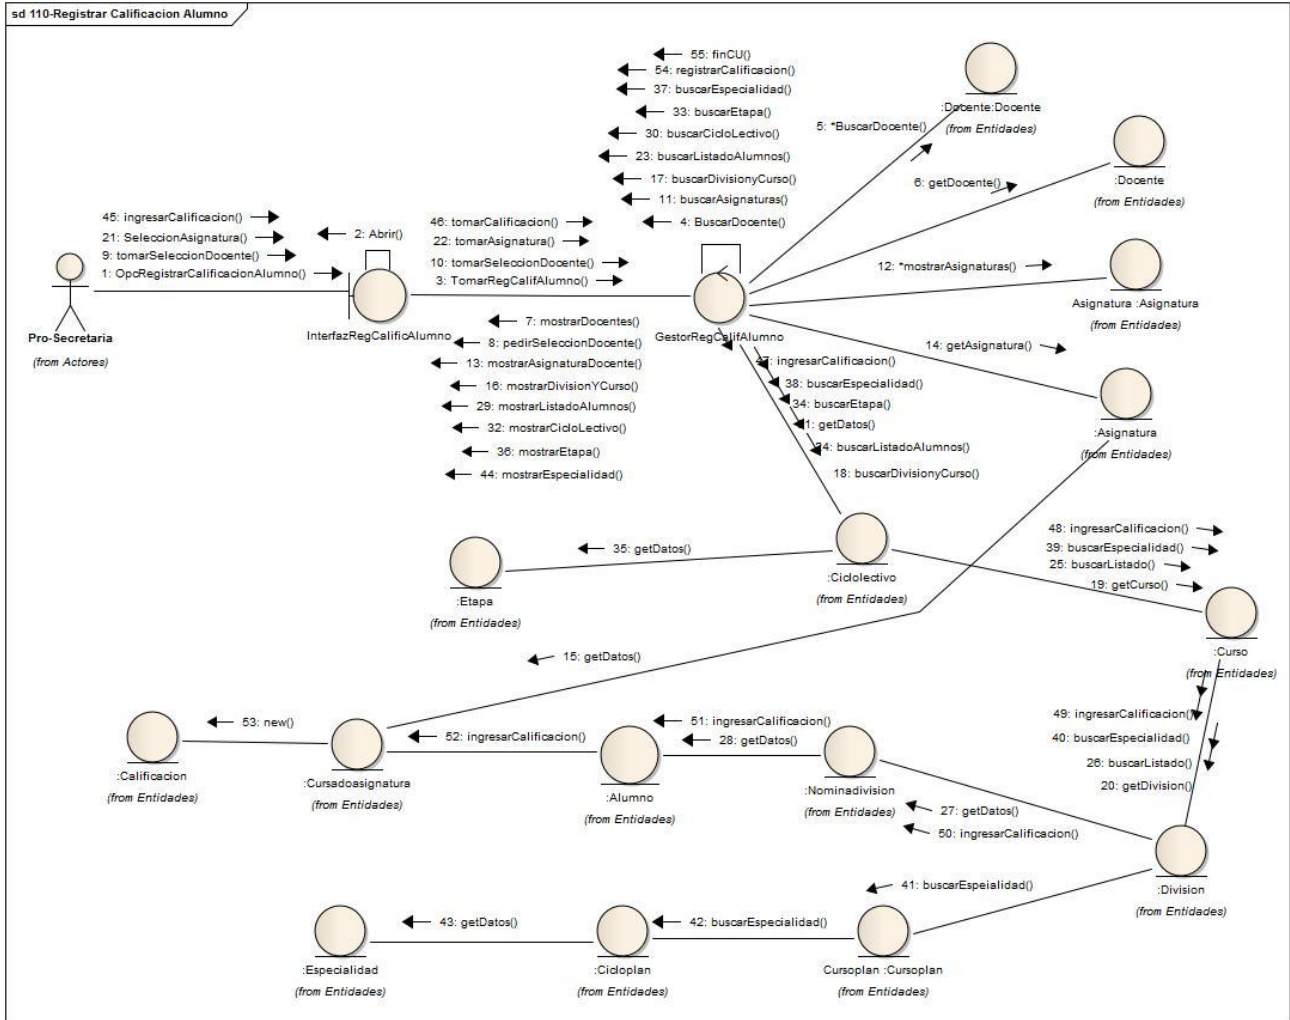 sd 110-Registrar Calificacion Alumno
55: finCU()
54: registrarCalificacion()
37: buscarEspecialidad()
33: buscarEtapa()
30: buscarCicloLectivo()
23: buscarListadoAlumnos()
17: buscarDivisionyCurso()
11: buscarAsignaturas()
4: BuscarDocente()
5: *BuscarDocente()
:Docente:Docente
(from Entidades)
6: getDocente()
:Docente
(from Entidades)
45: ingresarCalificacion()
21: SeleccionAsignatura()
9: tomarSeleccionDocente()
1: OpcRegistrarCalificacionAlumno()
2: Abrir()
46: tomarCalificacion()
22: tomarAsignatura()
10: tomarSeleccionDocente()
3: TomarRegCalifAlumno()
12: *mostrarAsignaturas()
Asignatura :Asignatura
(from Entidades)
Pro-Secretaria
(from Actores)
InterfazRegCalificAlumno
GestorRegCalifAlumno
7: mostrarDocentes()
8: pedirSeleccionDocente()
13: mostrarAsignaturaDocente()
16: mostrarDivisionYCurso()
29: mostrarListadoAlumnos()
32: mostrarCicloLectivo()
36: mostrarEtapa()
44: mostrarEspecialidad()
14: getAsignatura()
:Asignatura
(from Entidades)
47: ingresarCalificacion()
38: buscarEspecialidad()
34: buscarEtapa()
1: getDatos()
24: buscarListadoAlumnos()
18: buscarDivisionyCurso()
35: getDatos()
:Etapa
(from Entidades)
:Ciclolectivo
(from Entidades)
48: ingresarCalificacion()
39: buscarEspecialidad()
25: buscarListado()
19: getCurso()
:Curso
(from Entidades)
15: getDatos()
53: new()
:Calificacion
(from Entidades)
52: ingresarCalificacion()
:Cursadoasignatura
(from Entidades)
51: ingresarCalificacion()
28: getDatos()
:Alumno
(from Entidades)
:Nominadivision
(from Entidades)
49: ingresarCalificacion()
40: buscarEspecialidad()
26: buscarListado()
20: getDivision()
27: getDatos()
50: ingresarCalificacion()
:Division
(from Entidades)
41: buscarEspeialidad()
43: getDatos()
42: buscarEspecialidad()
:Especialidad
(from Entidades)
:Cicloplan
(from Entidades)
Cursoplan :Cursoplan
(from Entidades)